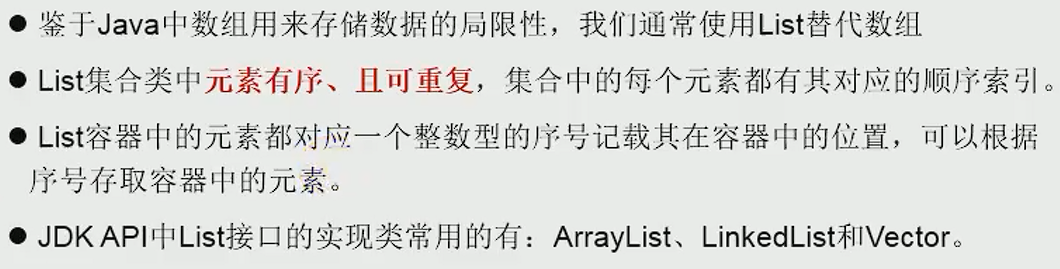 ● 鉴于Java中数组用来存储数据的局限性，我们通常使用List替代数组
● List集合类中元素有序、且可重复，集合中的每个元素都有其对应的顺序索引。
● List容器中的元素都对应一个整数型的序号记载其在容器中的位置，可以根据
序号存取容器中的元素。
● JDK API中List接口的实现类常用的有：ArrayList、LinkedList和Vector。